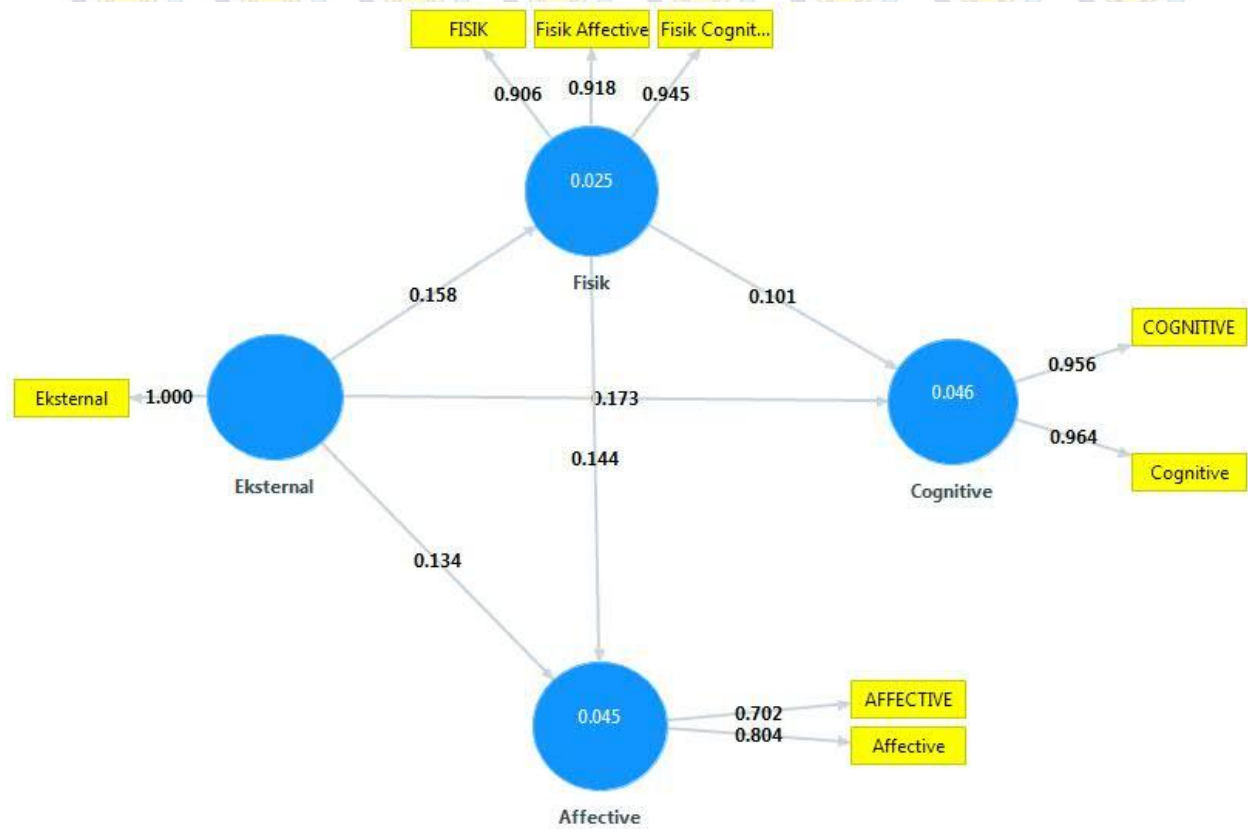 FISIK
Fisik Affective
Fisik Cognit...
0.906
0.918
0.945
0.025
Fisik
0.158
0.101
COGNITIVE
0.956
Eksternal
1.000
0.173
0.046
0.964
0.144
Eksternal
Cognitive
Cognitive
0.134
AFFECTIVE
0.702
0.045
0.804
Affective
Affective